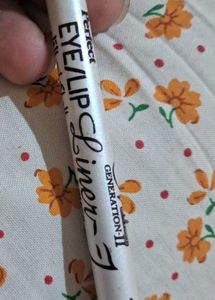 Perfect
EYE/LIP Liner
GENERATION-II